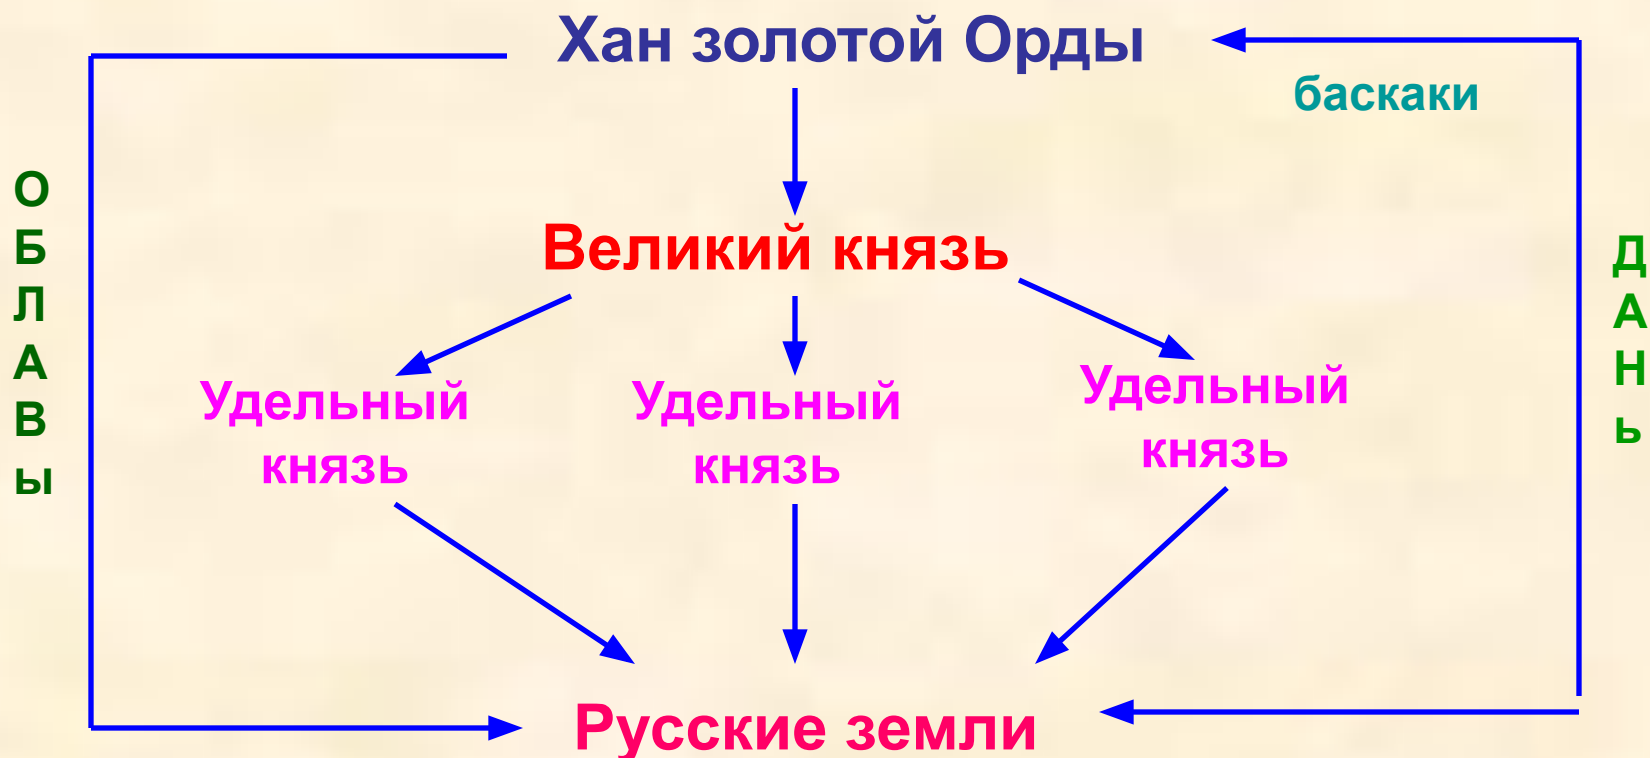 Хан золотой Орды
баскаки
О
Б
Л
А
В
ы
Великий князь
Д
А
Н
ь
Удельный
князь
Удельный
князь
Удельный
князь
Русские земли